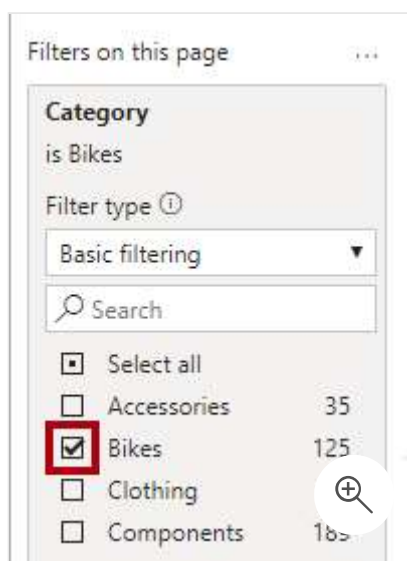 Filters on this page ...
Category
is Bikes
Filter type ⓘ
Basic filtering
Search
Select all
Accessories 35
Bikes 125
Clothing
Components